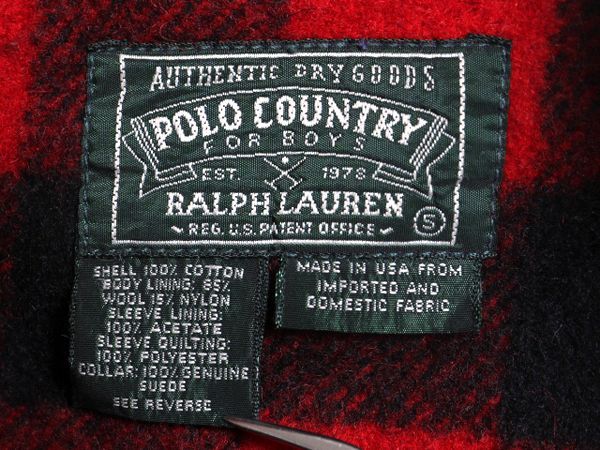 AUTHENTIC DRY GOODS
POLO COUNTRY
FOR BOYS
EST. 1978
RALPH LAUREN 5
REG. U.S. PATENT OFFICE
SHELL 100% COTTON
BODY LINING: 85%
WOOL 15% NYLON
SLEEVE LINING:
100% ACETATE
SLEEVE QUILTING:
100% POLYESTER
COLLAR: 100% GENUINE
SUEDE
SEE REVERSE
MADE IN USA FROM
IMPORTED AND
DOMESTIC FABRIC